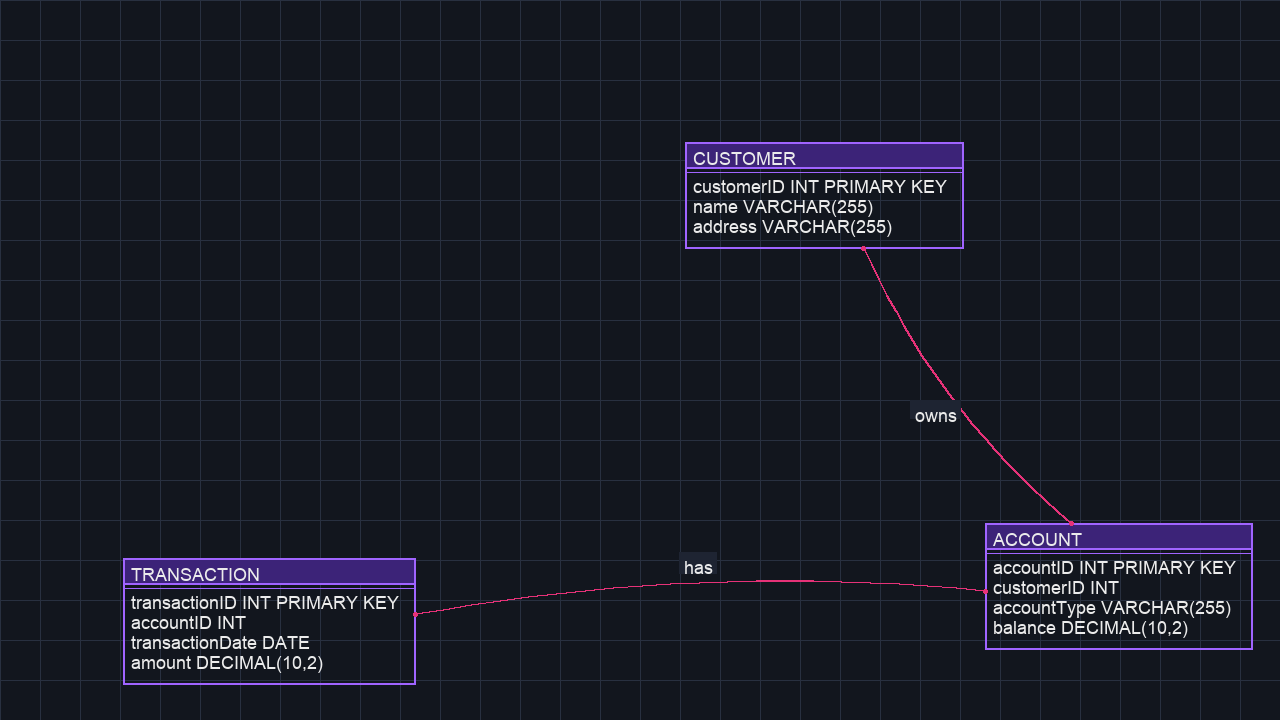 CUSTOMER
customerID INT PRIMARY KEY
name VARCHAR(255)
address VARCHAR(255)
owns
ACCOUNT
accountID INT PRIMARY KEY
customerID INT
accountType VARCHAR(255)
balance DECIMAL(10,2)
has
TRANSACTION
transactionID INT PRIMARY KEY
accountID INT
transactionDate DATE
amount DECIMAL(10,2)